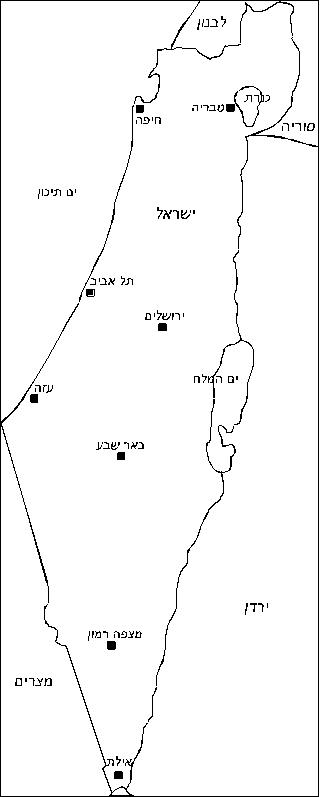 לבנון
כנרת
טבריה
חיפה
סוריה
ים תיכון
ישראל
תל אביב
ירושלים
ים המלח
עזה
באר שבע
ירדן
מצפה רמון
מצרים
אילת